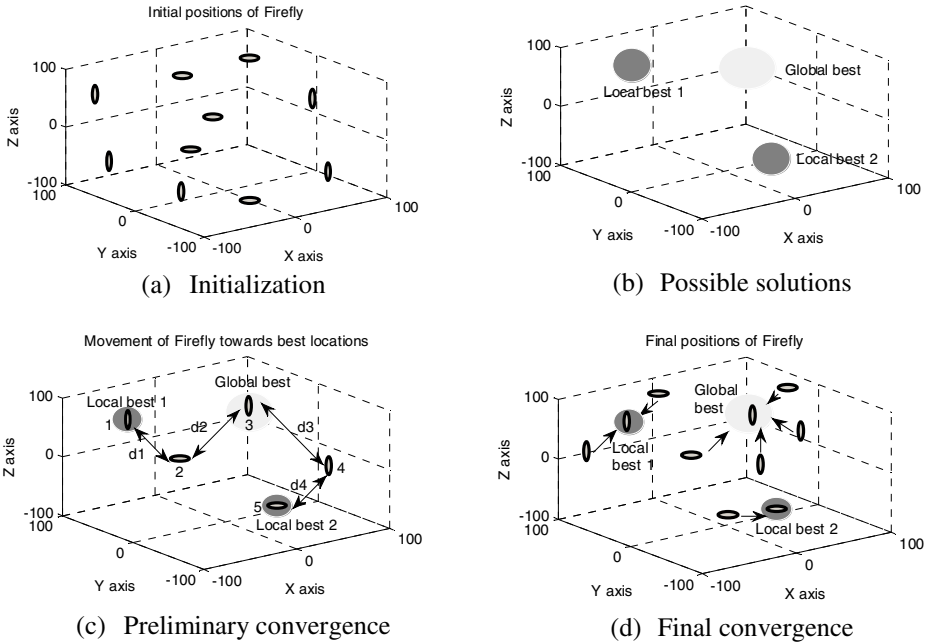 Initial positions of Firefly
100
0
-100
100
0
-100
-100
0
100
Z axis
Y axis
X axis
(a) Initialization
100
0
-100
100
0
-100
-100
0
100
Z axis
Y axis
X axis
Local best 1
Global best
Local best 2
(b) Possible solutions
Movement of Firefly towards best locations
100
0
-100
100
0
-100
-100
0
100
Z axis
Y axis
X axis
Local best 1
Global best
1
d1
2
d2
3
d3
4
d4
5
Local best 2
(c) Preliminary convergence
Final positions of Firefly
100
0
-100
100
0
-100
-100
0
100
Z axis
Y axis
X axis
Global
best
Local
best 1
Local best 2
(d) Final convergence